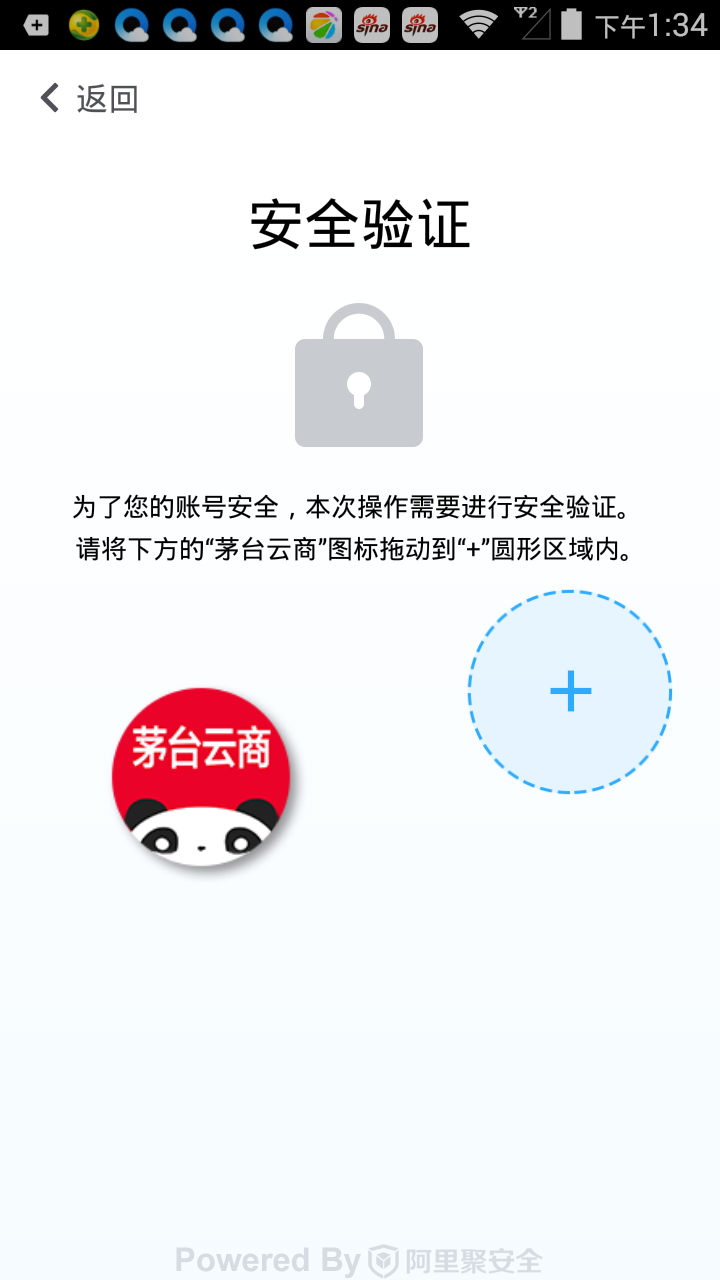 下午1:34
返回
安全验证
为了您的账号安全，本次操作需要进行安全验证。
请将下方的“茅台云商”图标拖动到“+”圆形区域内。
茅台云商
Powered By 阿里聚安全